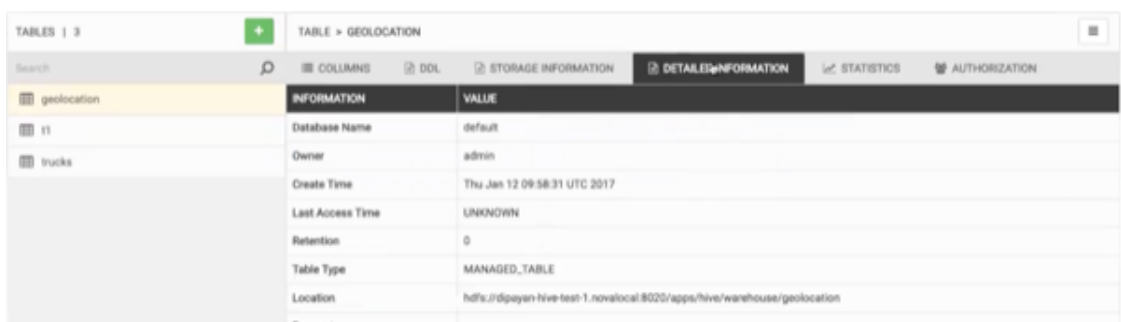 TABLES | 3
+
TABLE > GEOLOCATION
Search
COLUMNS
DDL
STORAGE INFORMATION
DETAILED INFORMATION
STATISTICS
AUTHORIZATION
geolocation
t1
trucks
INFORMATION VALUE
Database Name default
Owner admin
Create Time Thu Jan 12 09:58:31 UTC 2017
Last Access Time UNKNOWN
Retention 0
Table Type MANAGED_TABLE
Location hdfs://dipayan-hive-test-1.novalocal:8020/apps/hive/warehouse/geolocation